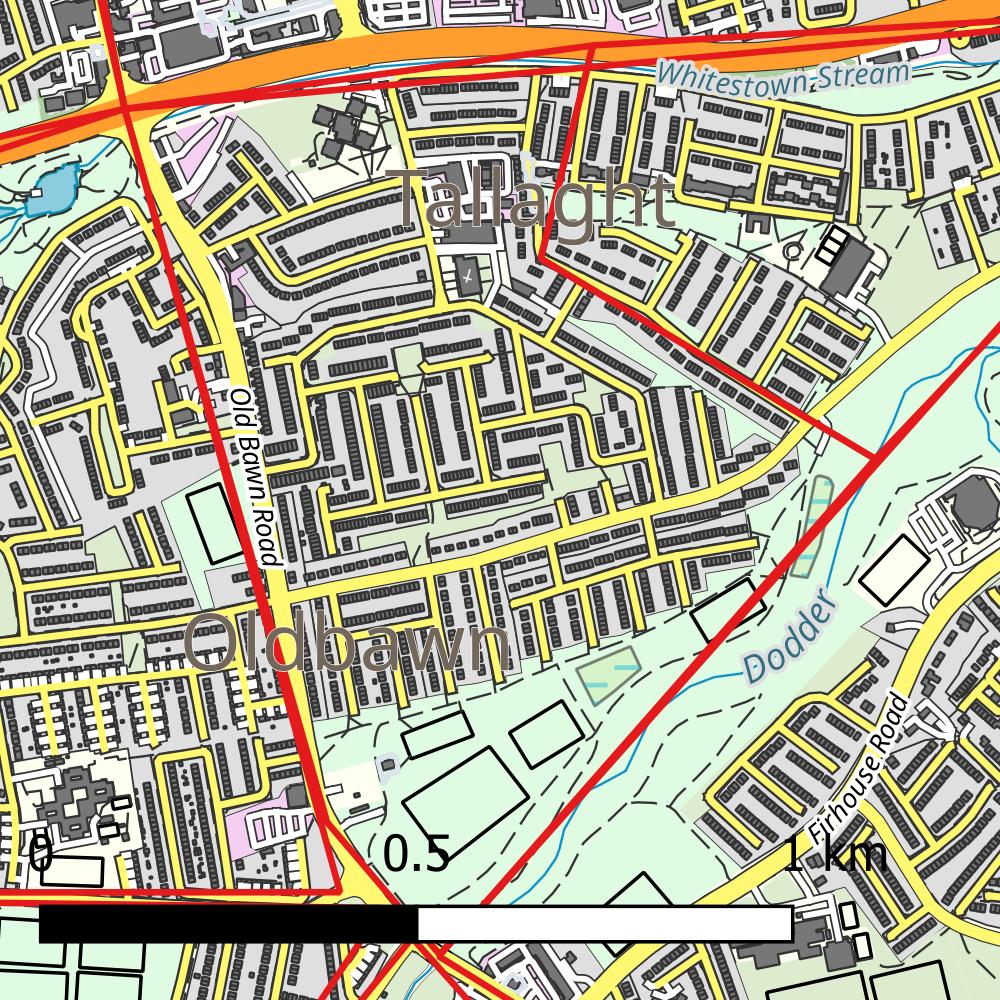 Whitestown Stream
Tallaght
Old Bawn Road
Oldbawn
Dodder
Firhouse Road
0 0.5 1 km